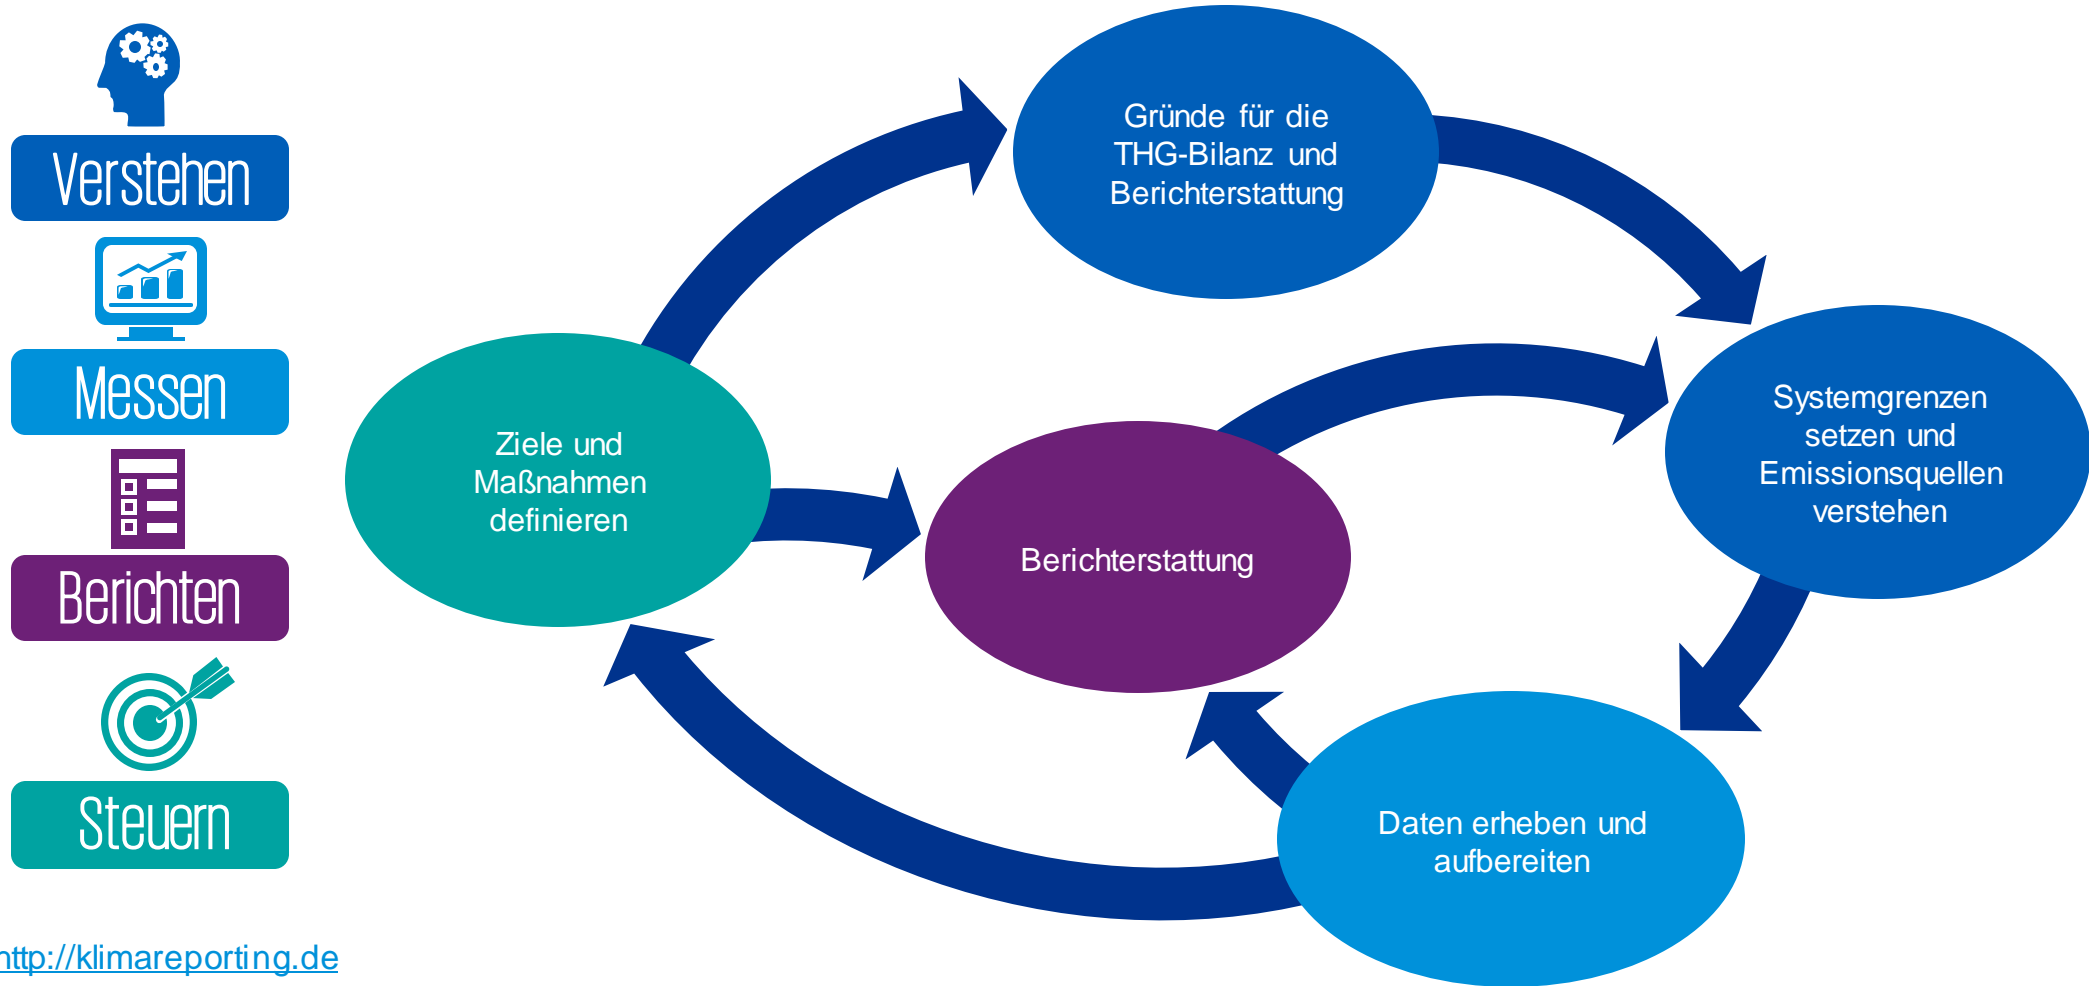 Verstehen
Messen
Berichten
Steuern
http://klimareporting.de
Gründe für die
THG-Bilanz und
Berichterstattung
Systemgrenzen
setzen und
Emissionsquellen
verstehen
Ziele und
Maßnahmen
definieren
Berichterstattung
Daten erheben und
aufbereiten